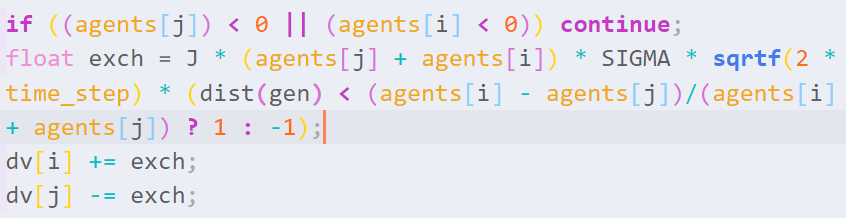 if ((agents[j]) < 0 || (agents[i] < 0)) continue;
float exch = J * (agents[j] + agents[i]) * SIGMA * sqrtf(2 *
time_step) * (dist(gen) < (agents[i] - agents[j])/(agents[i]
+ agents[j]) ? 1 : -1);
dv[i] += exch;
dv[j] -= exch;